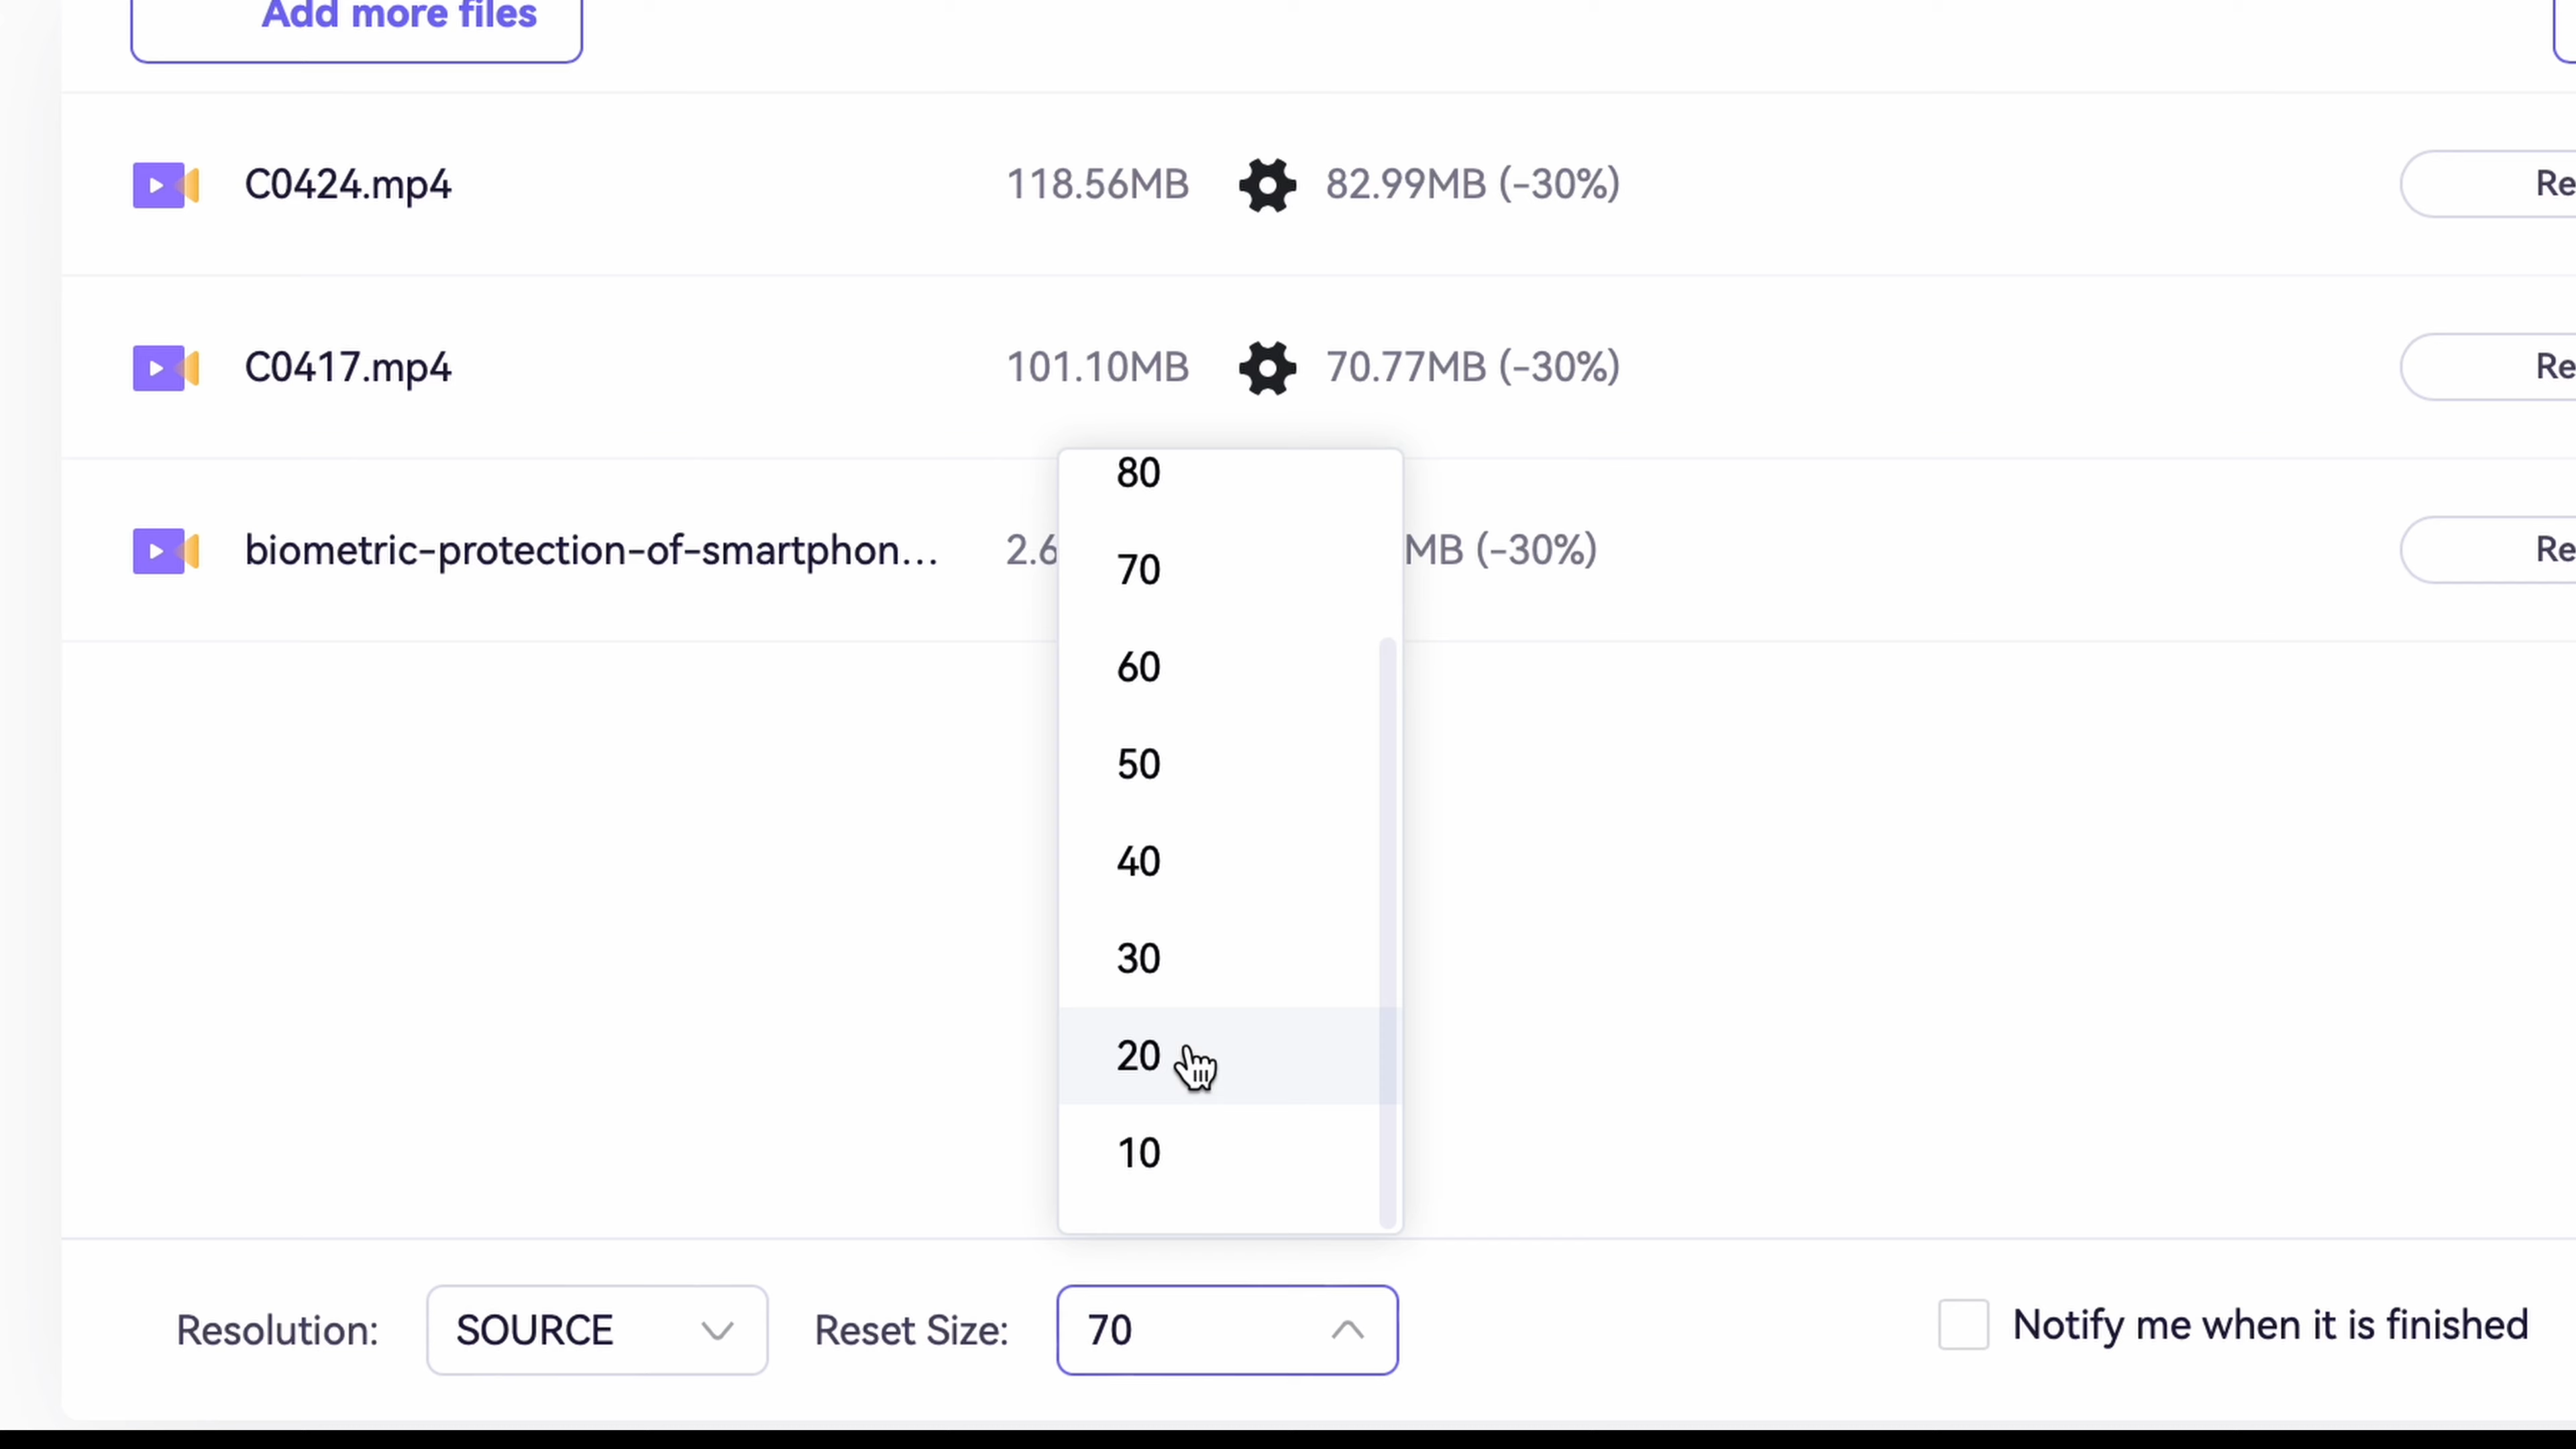 Add more files
C0424.mp4 118.56MB 82.99MB (-30%) Re
C0417.mp4 101.10MB 70.77MB (-30%) Re
biometric-protection-of-smartphon... 2.6 MB (-30%) Re
80
70
60
50
40
30
20
10
Resolution: SOURCE Reset Size: 70 Notify me when it is finished